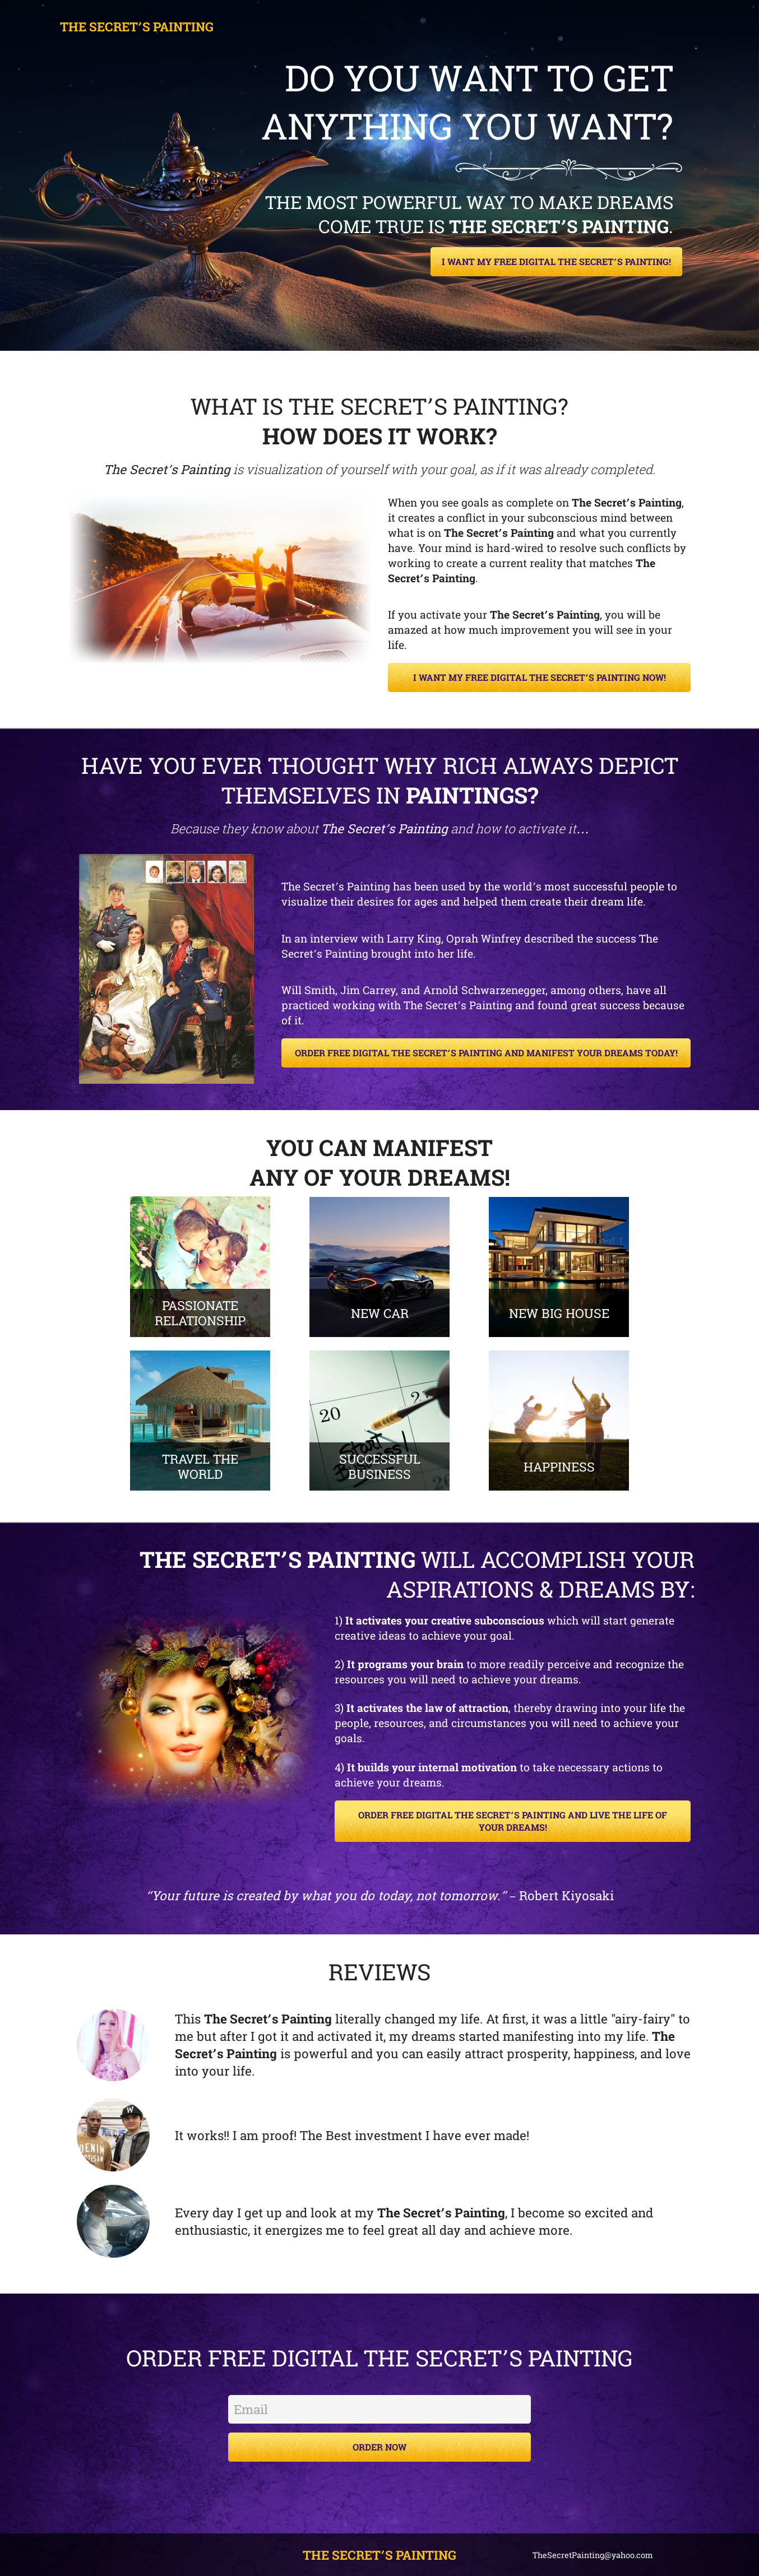 THE SECRET’S PAINTING
DO YOU WANT TO GET
ANYTHING YOU WANT?
THE MOST POWERFUL WAY TO MAKE DREAMS
COME TRUE IS THE SECRET’S PAINTING.
I WANT MY FREE DIGITAL THE SECRET’S PAINTING!
WHAT IS THE SECRET’S PAINTING?
HOW DOES IT WORK?
The Secret’s Painting is visualization of yourself with your goal, as if it was already completed.
When you see goals as complete on The Secret’s Painting,
it creates a conflict in your subconscious mind between
what is on The Secret’s Painting and what you currently
have. Your mind is hard-wired to resolve such conflicts by
working to create a current reality that matches The
Secret’s Painting.
If you activate your The Secret’s Painting, you will be
amazed at how much improvement you will see in your
life.
I WANT MY FREE DIGITAL THE SECRET’S PAINTING NOW!
HAVE YOU EVER THOUGHT WHY RICH ALWAYS DEPICT
THEMSELVES IN PAINTINGS?
Because they know about The Secret’s Painting and how to activate it...
The Secret’s Painting has been used by the world’s most successful people to
visualize their desires for ages and helped them create their dream life.
In an interview with Larry King, Oprah Winfrey described the success The
Secret’s Painting brought into her life.
Will Smith, Jim Carrey, and Arnold Schwarzenegger, among others, have all
practiced working with The Secret’s Painting and found great success because
of it.
ORDER FREE DIGITAL THE SECRET’S PAINTING AND MANIFEST YOUR DREAMS TODAY!
YOU CAN MANIFEST
ANY OF YOUR DREAMS!
PASSIONATE
RELATIONSHIP
NEW CAR
NEW BIG HOUSE
20
2
Start
Business!
TRAVEL THE
WORLD
SUCCESSFUL
BUSINESS
HAPPINESS
THE SECRET’S PAINTING WILL ACCOMPLISH YOUR
ASPIRATIONS & DREAMS BY:
1) It activates your creative subconscious which will start generate
creative ideas to achieve your goal.
2) It programs your brain to more readily perceive and recognize the
resources you will need to achieve your dreams.
3) It activates the law of attraction, thereby drawing into your life the
people, resources, and circumstances you will need to achieve your
goals.
4) It builds your internal motivation to take necessary actions to
achieve your dreams.
ORDER FREE DIGITAL THE SECRET’S PAINTING AND LIVE THE LIFE OF
YOUR DREAMS!
“Your future is created by what you do today, not tomorrow.” – Robert Kiyosaki
REVIEWS
This The Secret’s Painting literally changed my life. At first, it was a little "airy-fairy" to
me but after I got it and activated it, my dreams started manifesting into my life. The
Secret’s Painting is powerful and you can easily attract prosperity, happiness, and love
into your life.
W
DENIM
It works!! I am proof! The Best investment I have ever made!
Every day I get up and look at my The Secret’s Painting, I become so excited and
enthusiastic, it energizes me to feel great all day and achieve more.
ORDER FREE DIGITAL THE SECRET’S PAINTING
Email
ORDER NOW
THE SECRET’S PAINTING
TheSecretPainting@yahoo.com